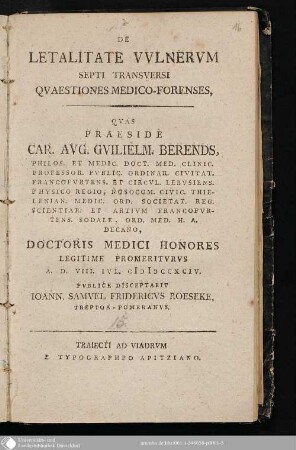 DE
LETALITATE VVLNERVM
SEPTI TRANSVERSI
QVAESTIONES MEDICO-FORENSES,
QVAS
PRAESIDE
CAR. AVG. GVILIELM. BERENDS,
PHILOS. ET MEDIC. DOCT. MED. CLINIC.
PROFESSOR. PVBLIC. ORDINAR. CIVITAT.
FRANCOFVRTENS. ET CIRCVL. LEBVSIENS.
PHYSICO REGIO, NOSOCOM. CIVIC. THIE-
LENIAN. MEDIC. ORD. SOCIETAT. REG.
SCIENTIAR. ET ARTIVM FRANCOFVR-
TENS. SODALE, ORD. MED. H. A.
DECANO,
DOCTORIS MEDICI HONORES
LEGITIME PROMERITVRVS
A. D. VIII. IVL. CIƆIƆCCXCIV.
PVBLICE DISCEPTABIT
IOANN. SAMVEL FRIDERICVS ROESEKE,
TREPTOA-POMERANVS.
TRAIECTI AD VIADRVM
E TYPOGRAPHEO APITZIANO.